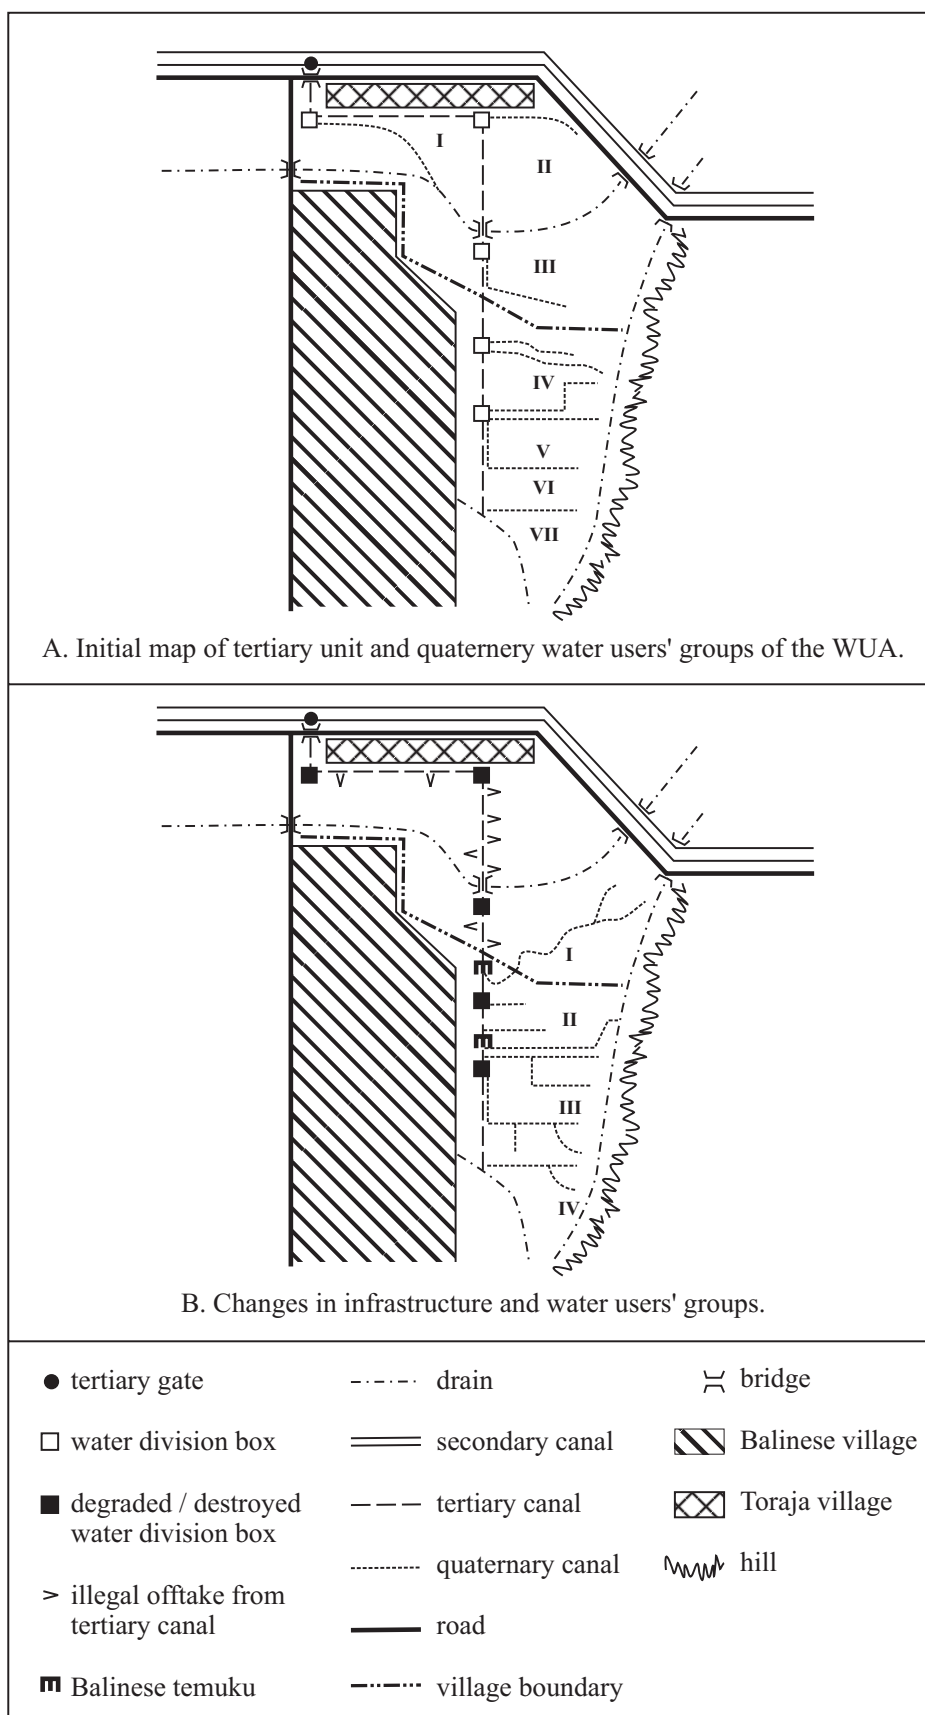 I
II
III
IV
V
VI
VII
A. Initial map of tertiary unit and quaternery water users' groups of the WUA.
I
II
III
IV
B. Changes in infrastructure and water users' groups.
tertiary gate
water division box
degraded / destroyed
water division box
illegal offtake from
tertiary canal
Balinese temuku
drain
secondary canal
tertiary canal
quaternary canal
road
village boundary
bridge
Balinese village
Toraja village
hill